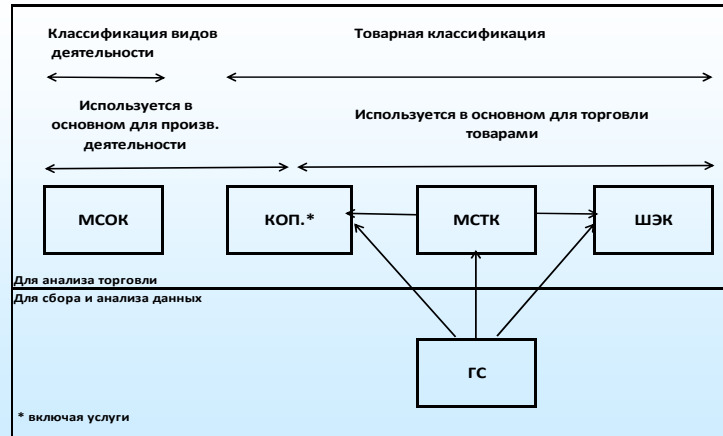 Классификация видов
деятельности
Товарная классификация
Используется в
основном для произв.
деятельности
Используется в основном для торговли
товарами
МСОК
КОП.*
МСТК
ШЭК
Для анализа торговли
Для сбора и анализа данных
ГС
* включая услуги